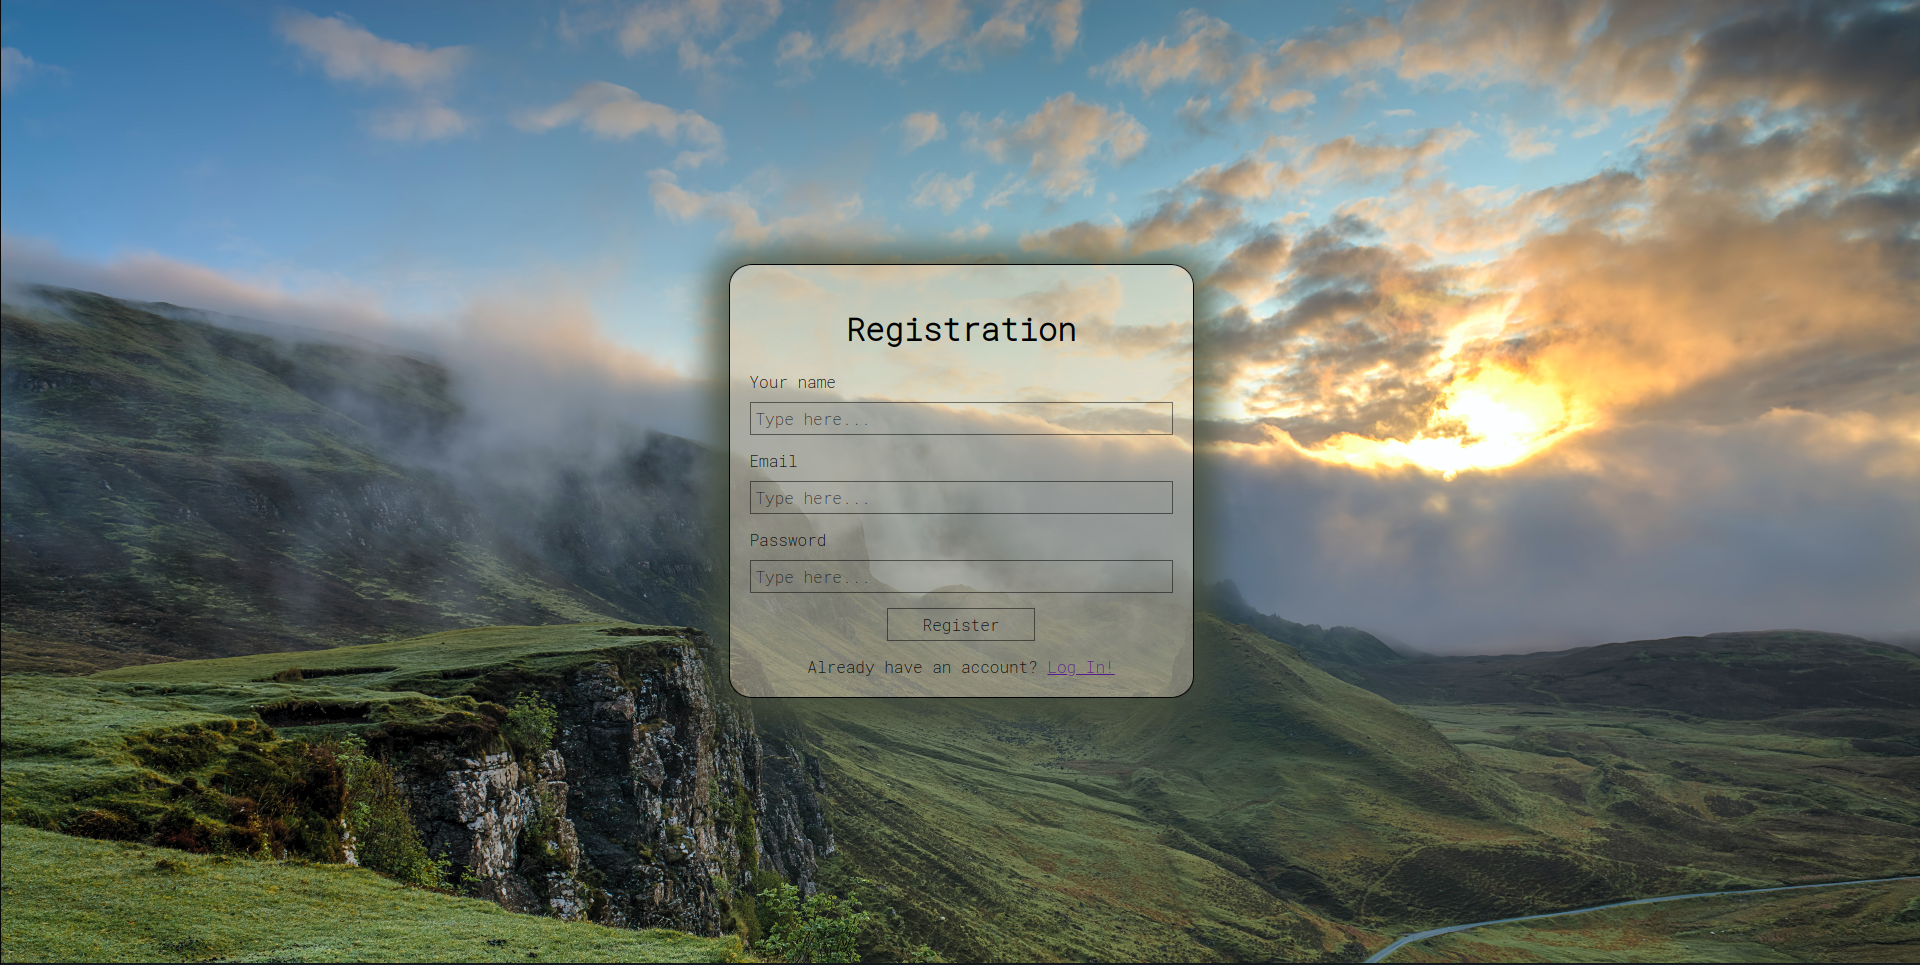 Registration
Your name
Type here...
Email
Type here...
Password
Type here...
Register
Already have an account? Log In!